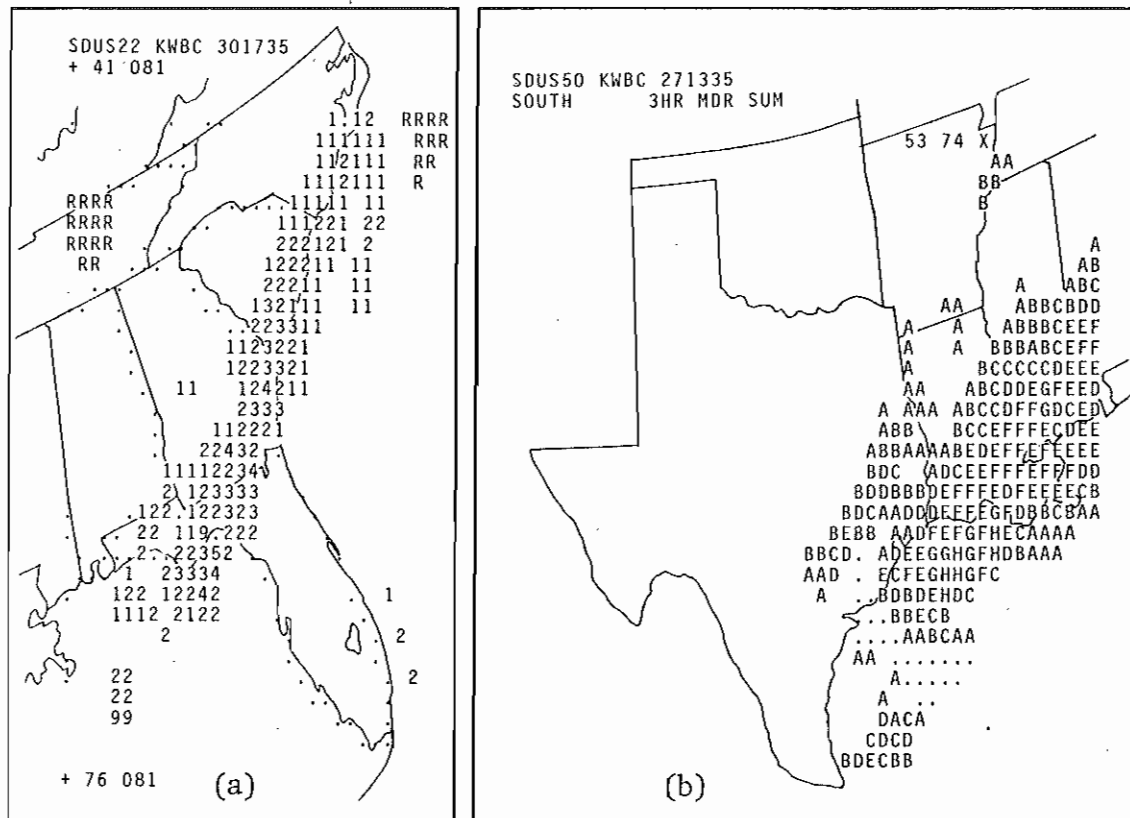 SDUS22 KWBC 301735
+ 41 081
1.12 RRRR
111111 RRR
112111 RR
1112111 R
RRRR 11111 11
RRRR 111221 22
RRRR 222121 2
RR 122211 11
22211 11
132111 11
223311
1123221
1223321
11 124211
2333
112221
22432
11112234
2 123333
122.122323
22 119.222
2 22352
1 23334
122 12242 1
1112 2122
2 2
22 2
22
99
+ 76 081
(a)
SDUS50 KWBC 271335
SOUTH 3HR MDR SUM
53 74 X
AA
BB
B
A
AB
A ABC
AA ABBCBDD
A A ABBBCEEF
A A BBBABCEFF
A BCCCCCDEEE
AA ABCDDEGFEED
A AAA ABCCDFFGDCED
ABB BCCEFFFECDEE
ABBAAAABEDEFFEFEEEE
BDC ADCEEFFFEFFFDD
BDDBBBDEFFFEDFEEEECB
BDCAADDDEFFEGFDBBCBAA
BEBB AADFEFGFHECAAAA
BBCD. ADEEGGHGFHDBAAA
AAD . ECFEGHHGFC
A ..BDBDEHDC
..BBECB
....AABCAA
AA .......
A.....
A ..
DACA
CDCD
BDECBB
(b)